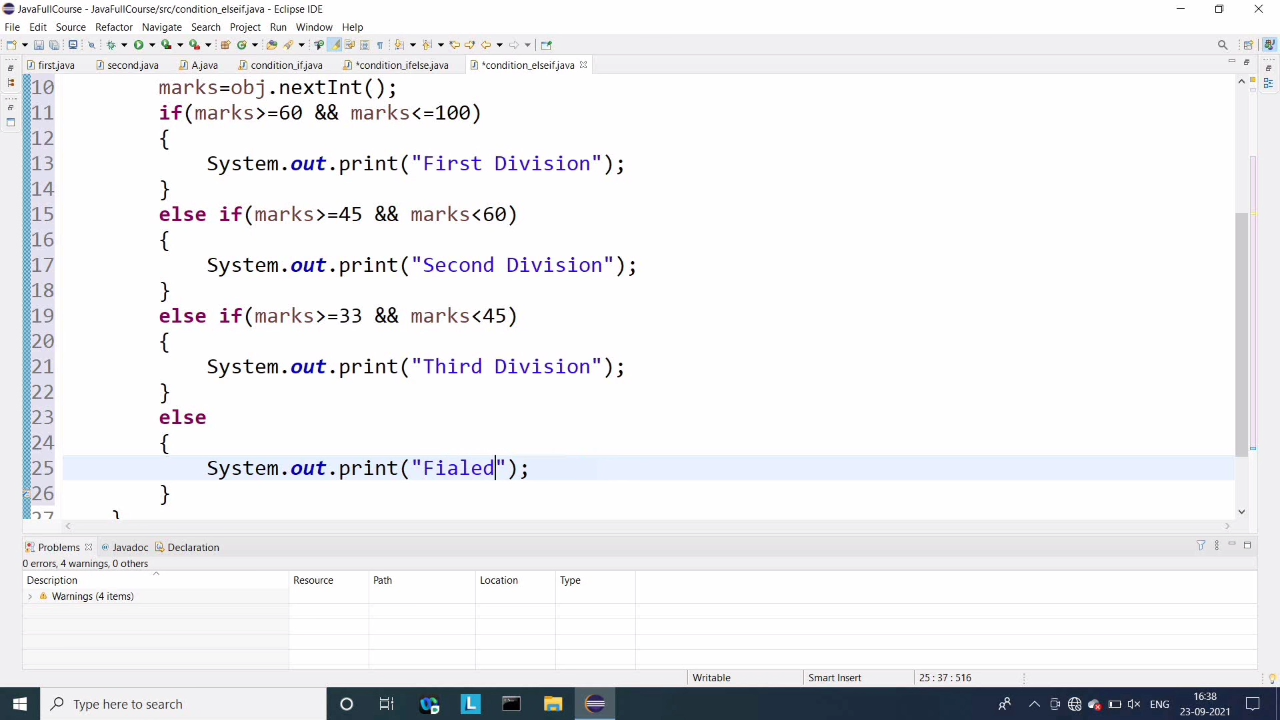 JavaFullCourse - JavaFullCourse/src/condition_elseif.java - Eclipse IDE
File Edit Source Refactor Navigate Search Project Run Window Help
first.java second.java A.java condition_if.java *condition_ifelse.java *condition_elseif.java
10 marks=obj.nextInt();
11 if(marks>=60 && marks<=100)
12 {
13 System.out.print("First Division");
14 }
15 else if(marks>=45 && marks<60)
16 {
17 System.out.print("Second Division");
18 }
19 else if(marks>=33 && marks<45)
20 {
21 System.out.print("Third Division");
22 }
23 else
24 {
25 System.out.print("Fialed");
26 }
27 }
Problems Javadoc Declaration
0 errors, 4 warnings, 0 others
Description Resource Path Location Type
Warnings (4 items)
Writable Smart Insert 25 : 37 : 516
Type here to search
L
ENG
16:38
23-09-2021